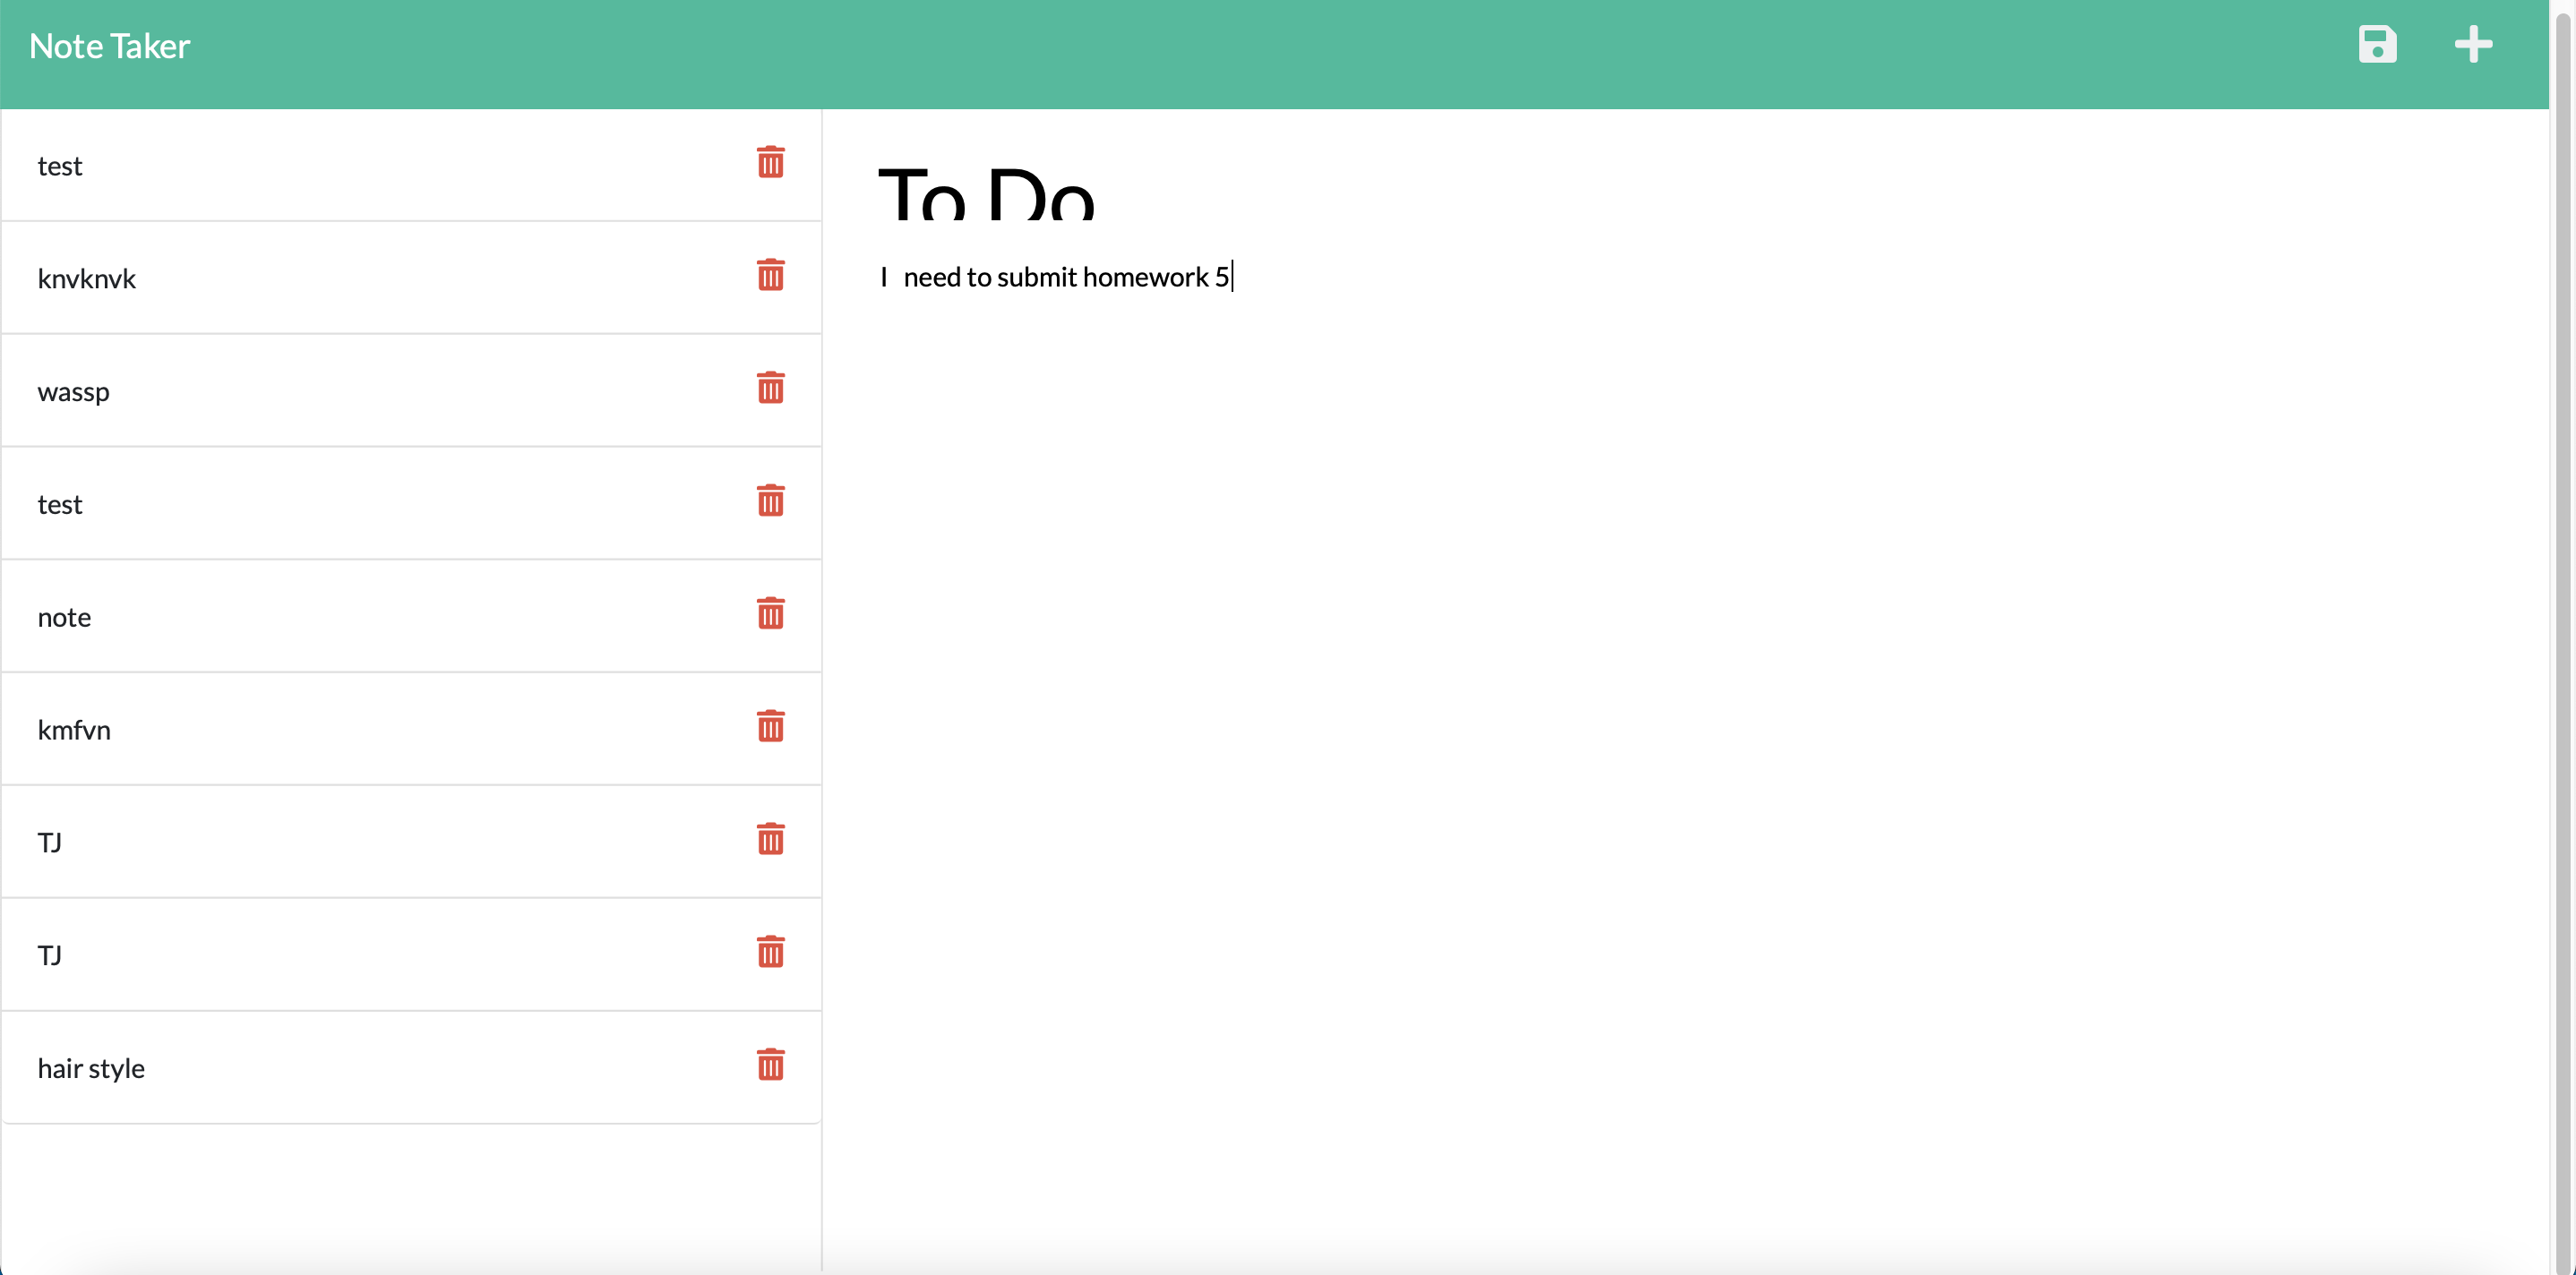 Note Taker
test
knvknvk
wassp
test
note
kmfvn
TJ
TJ
hair style
To Do
I  need to submit homework 5